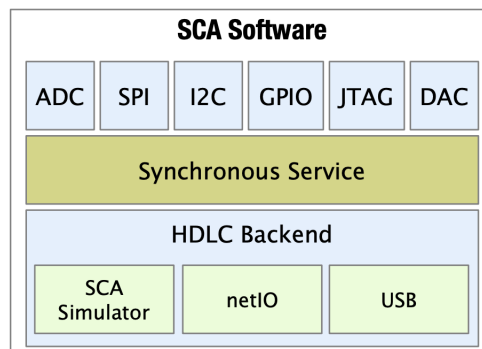 SCA Software
ADC SPI I2C GPIO JTAG DAC
Synchronous Service
HDLC Backend
SCA
Simulator
netIO
USB